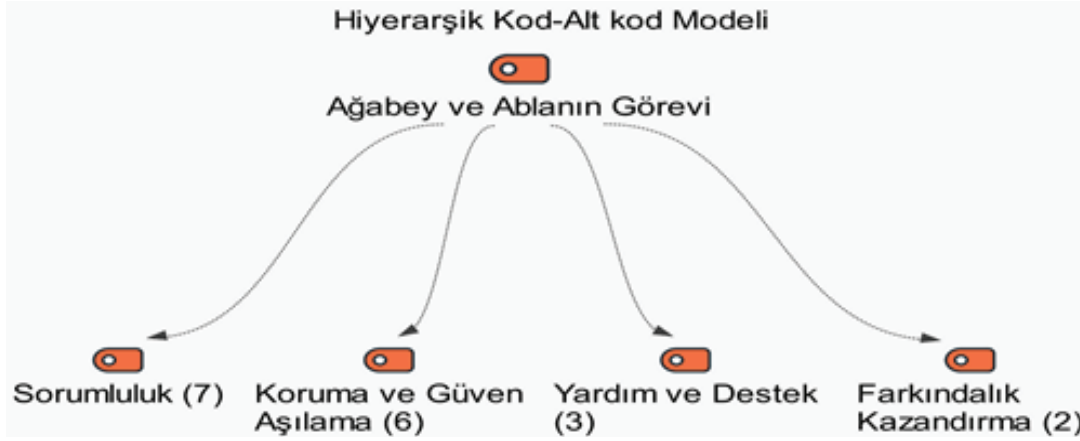 Hiyerarşik Kod-Alt kod Modeli
Ağabey ve Ablanın Görevi
Sorumluluk (7)
Koruma ve Güven
Aşılama (6)
Yardım ve Destek
(3)
Farkındalık
Kazandırma (2)